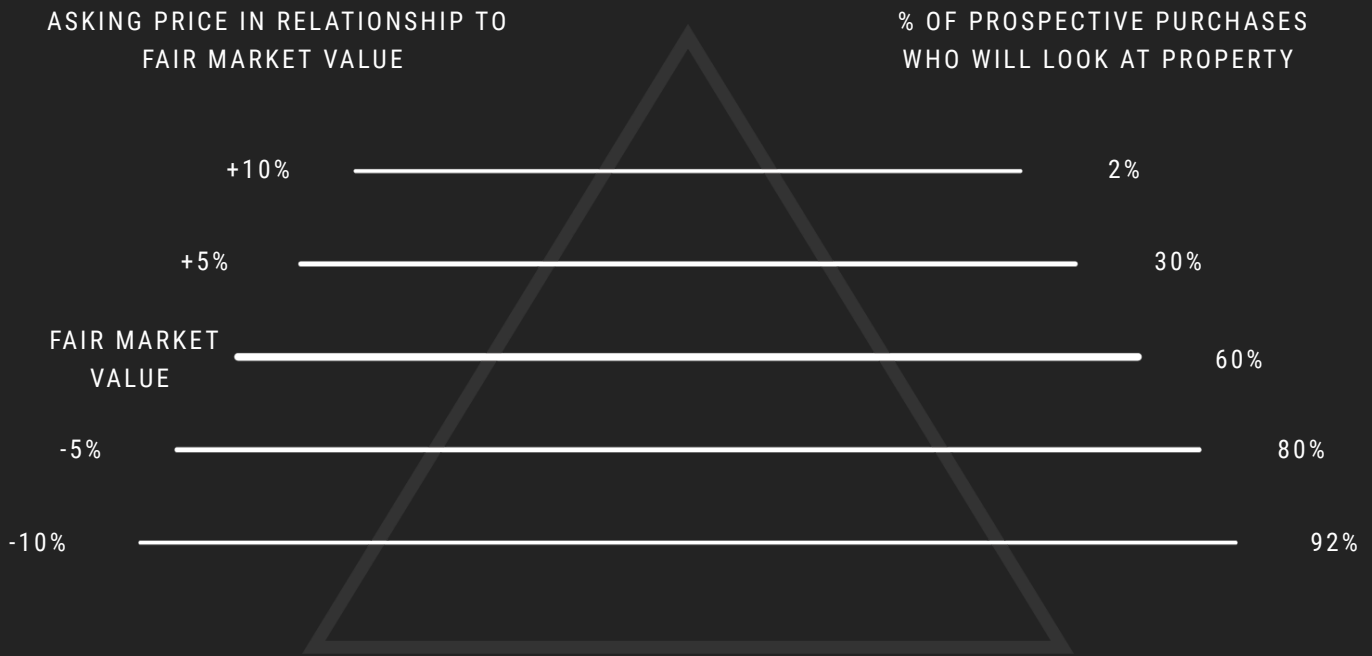 ASKING PRICE IN RELATIONSHIP TO
FAIR MARKET VALUE
% OF PROSPECTIVE PURCHASES
WHO WILL LOOK AT PROPERTY
+10%
2%
+5%
30%
FAIR MARKET
VALUE
60%
-5%
80%
-10%
92%